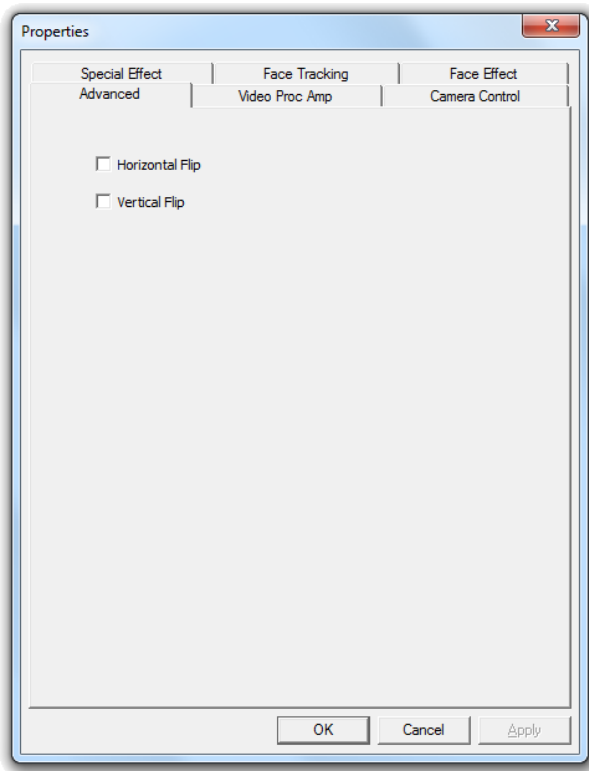 Properties
Special Effect Face Tracking Face Effect
Advanced Video Proc Amp Camera Control
Horizontal Flip
Vertical Flip
OK Cancel Apply